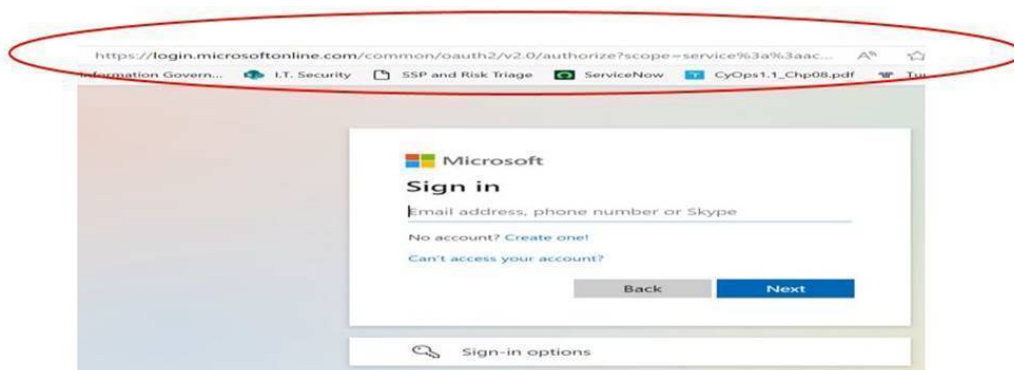 https://login.microsoftonline.com/common/oauth2/v2.0/authorize?scope=service%3a%3aac... A
Information Govern... I.T. Security SSP and Risk Triage ServiceNow T CyOps1.1_Chp08.pdf
Microsoft
Sign in
Email address, phone number or Skype
No account? Create one!
Can't access your account?
Back Next
Sign-in options